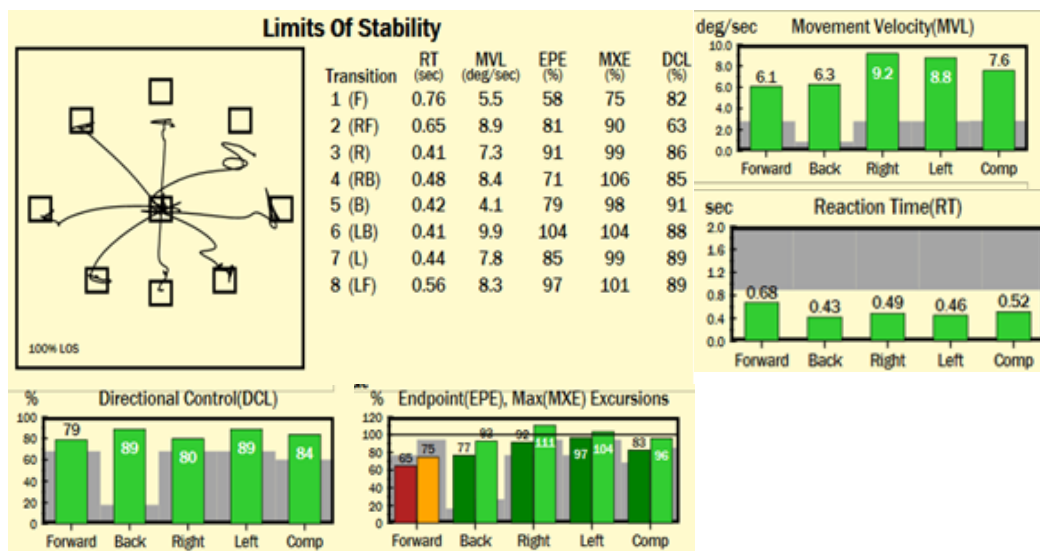 Limits Of Stability
Transition RT (sec) MVL (deg/sec) EPE (%) MXE (%) DCL (%)
1 (F) 0.76 5.5 58 75 82
2 (RF) 0.65 8.9 81 90 63
3 (R) 0.41 7.3 91 99 86
4 (RB) 0.48 8.4 71 106 85
5 (B) 0.42 4.1 79 98 91
6 (LB) 0.41 9.9 104 104 88
7 (L) 0.44 7.8 85 99 89
8 (LF) 0.56 8.3 97 101 89
100% LOS
deg/sec Movement Velocity(MVL)
10.0
8.0
6.0
4.0
2.0
0.0
6.1 6.3 9.2 8.8 7.6
Forward Back Right Left Comp
sec Reaction Time(RT)
2.0
1.6
1.2
0.8
0.4
0.0
0.68 0.43 0.49 0.46 0.52
Forward Back Right Left Comp
% Directional Control(DCL)
100
80
60
40
20
0
79 89 80 89 84
Forward Back Right Left Comp
% Endpoint(EPE), Max(MXE) Excursions
120
100
80
60
40
20
0
65 75 77 93 92 111 97 104 83 96
Forward Back Right Left Comp